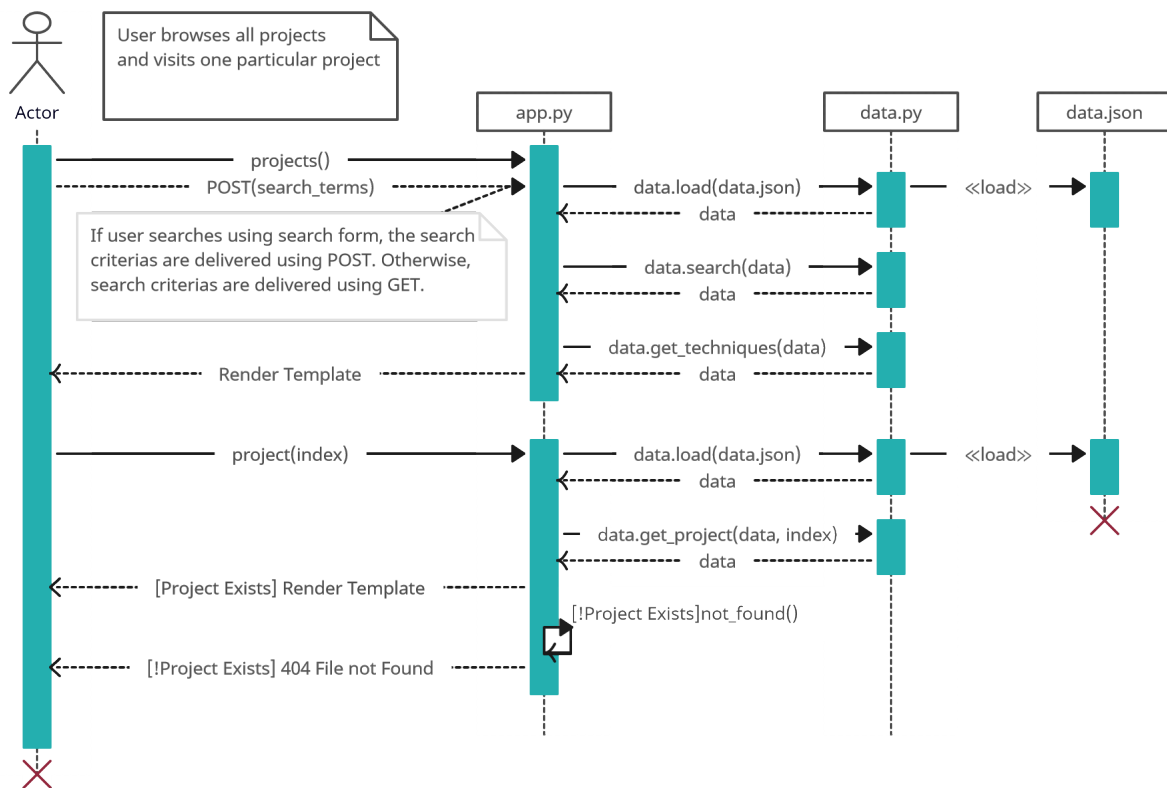 User browses all projects
and visits one particular project
Actor
app.py
data.py
data.json
projects()
POST(search_terms)
data.load(data.json)
≪load≫
data
If user searches using search form, the search
criterias are delivered using POST. Otherwise,
search criterias are delivered using GET.
data.search(data)
data
data.get_techniques(data)
Render Template
data
project(index)
data.load(data.json)
≪load≫
data
data.get_project(data, index)
data
[Project Exists] Render Template
[!Project Exists]not_found()
[!Project Exists] 404 File not Found